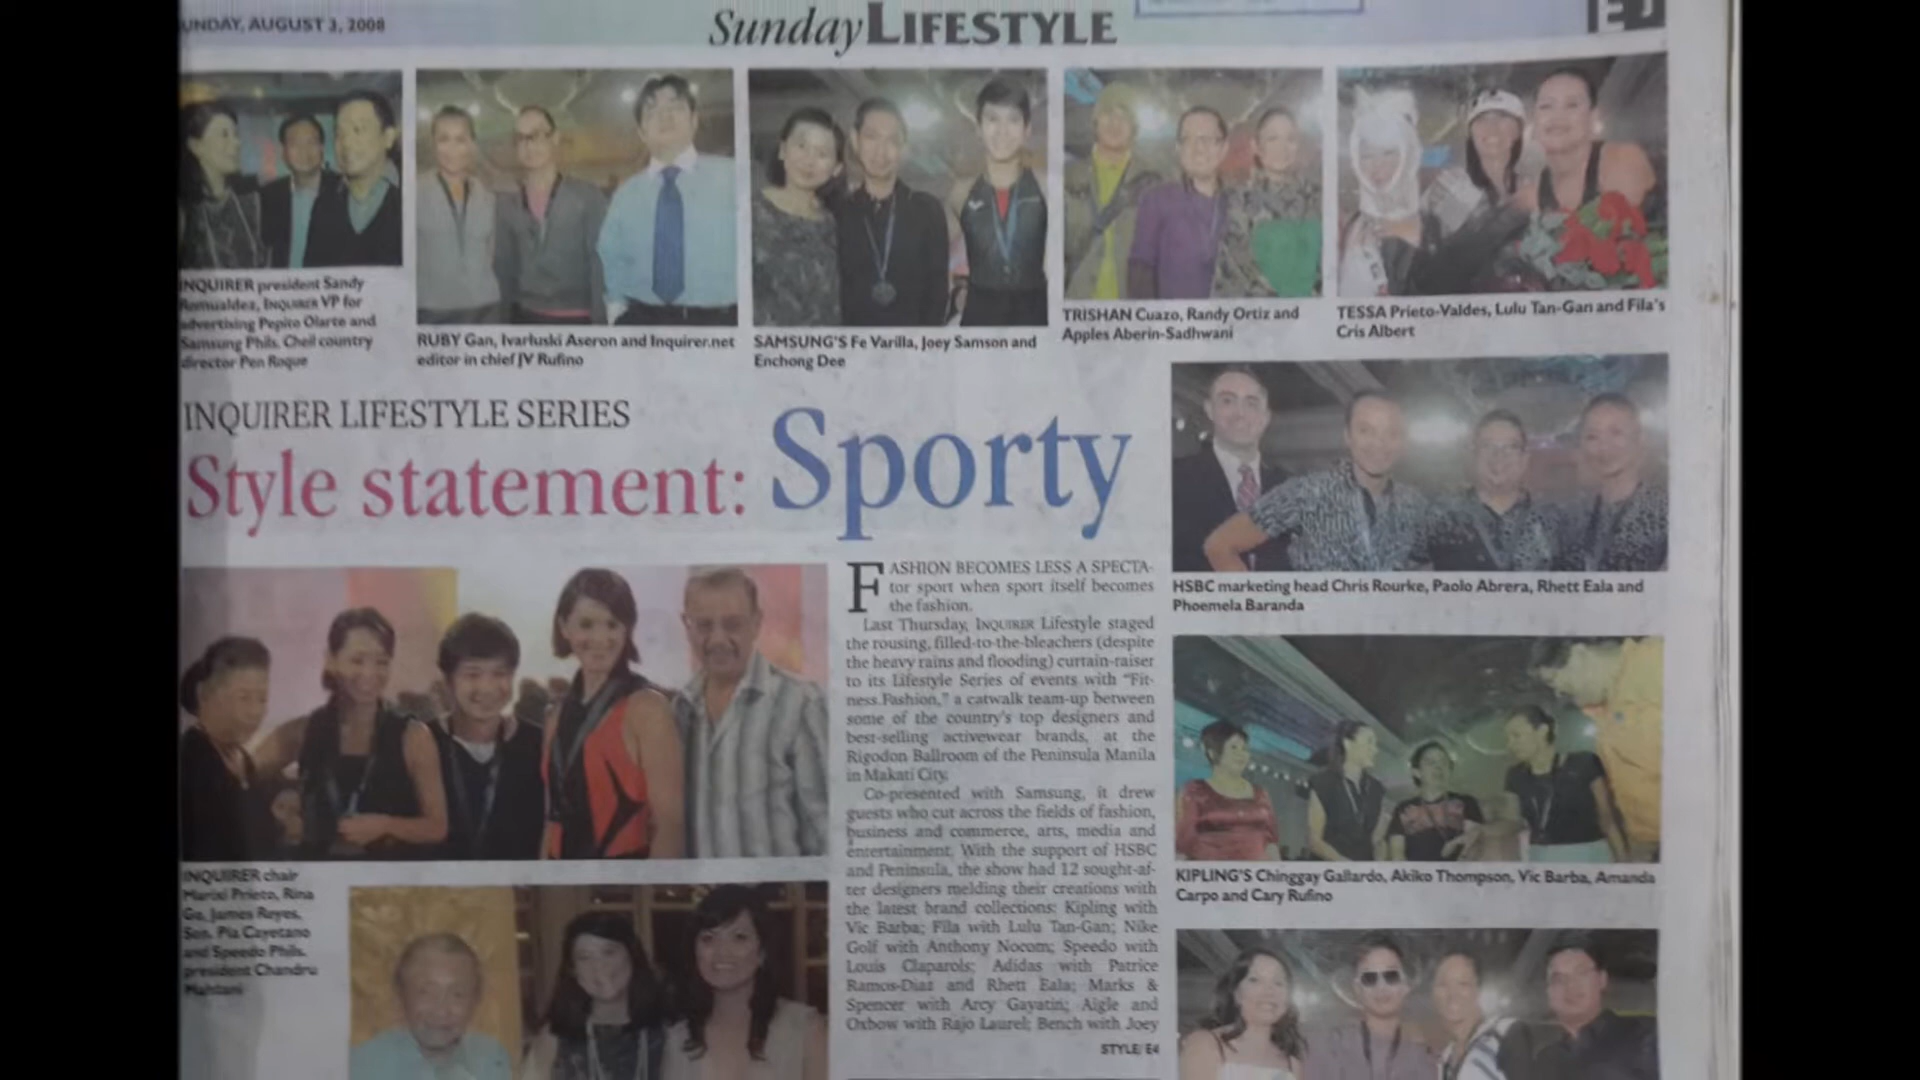 UNDAY, AUGUST 3, 2008
Sunday LIFESTYLE
INQUIRER president Sandy
Romualdez, INQUIRER VP for
advertising Pepito Olarte and
Samsung Phils. Cheil country
director Pen Roque
RUBY Gan, Ivarluski Aseron and Inquirer.net
editor in chief JV Rufino
SAMSUNG'S Fe Varilla, Joey Samson and
Enchong Dee
TRISHAN Cuazo, Randy Ortiz and
Apples Aberin-Sadhwani
TESSA Prieto-Valdes, Lulu Tan-Gan and Fila's
Cris Albert
INQUIRER LIFESTYLE SERIES
Style statement: Sporty
FASHION BECOMES LESS A SPECTA-
tor sport when sport itself becomes
the fashion.
Last Thursday, INQUIRER Lifestyle staged
the rousing, filled-to-the-bleachers (despite
the heavy rains and flooding) curtain-raiser
to its Lifestyle Series of events with "Fit-
ness.Fashion," a catwalk team-up between
some of the country's top designers and
best-selling activewear brands, at the
Rigodon Ballroom of the Peninsula Manila
in Makati City.
Co-presented with Samsung, it drew
guests who cut across the fields of fashion,
business and commerce, arts, media and
entertainment. With the support of HSBC
and Peninsula, the show had 12 sought-af-
ter designers melding their creations with
the latest brand collections: Kipling with
Vic Barba; Fila with Lulu Tan-Gan; Nike
Golf with Anthony Nocom; Speedo with
Louis Claparols; Adidas with Patrice
Ramos-Diaz and Rhett Eala; Marks &
Spencer with Arcy Gayatin; Aigle and
Oxbow with Rajo Laurel; Bench with Joey
STYLE/E4
HSBC marketing head Chris Rourke, Paolo Abrera, Rhett Eala and
Phoemela Baranda
KIPLING'S Chinggay Gallardo, Akiko Thompson, Vic Barba, Amanda
Carpo and Cary Rufino
INQUIRER chair
Marixi Prieto, Rina
Go, James Reyes,
Sen. Pia Cayetano
and Speedo Phils.
president Chandru